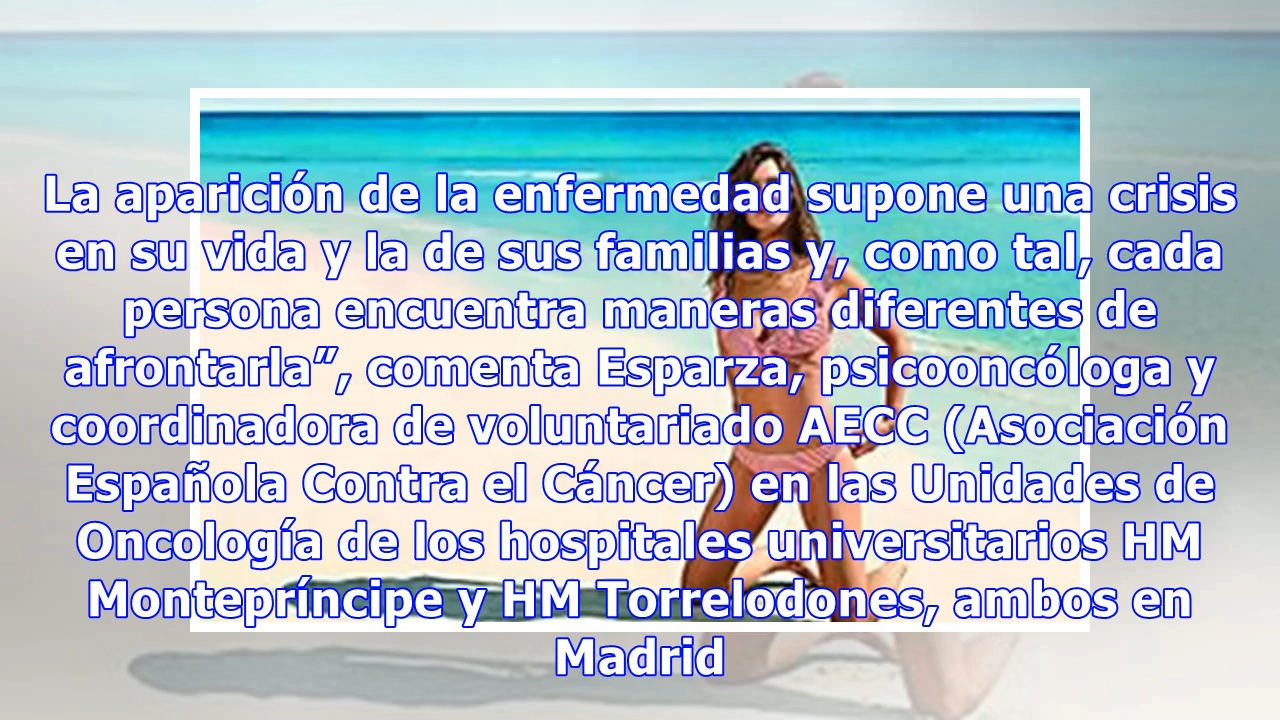 La aparición de la enfermedad supone una crisis
en su vida y la de sus familias y, como tal, cada
persona encuentra maneras diferentes de
afrontarla”, comenta Esparza, psicooncóloga y
coordinadora de voluntariado AECC (Asociación
Española Contra el Cáncer) en las Unidades de
Oncología de los hospitales universitarios HM
Montepríncipe y HM Torrelodones, ambos en
Madrid